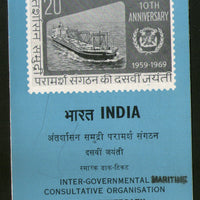 20
10TH
ANNIVERSARY
1959-1969
परामर्श संगठन की दसवीं जयंती
भारत INDIA
अंतर्शासन समुद्री परामर्श संगठन
दसवीं जयंती
स्मारक डाक-टिकट
INTER-GOVERNMENTAL MARITIME
CONSULTATIVE ORGANISATION